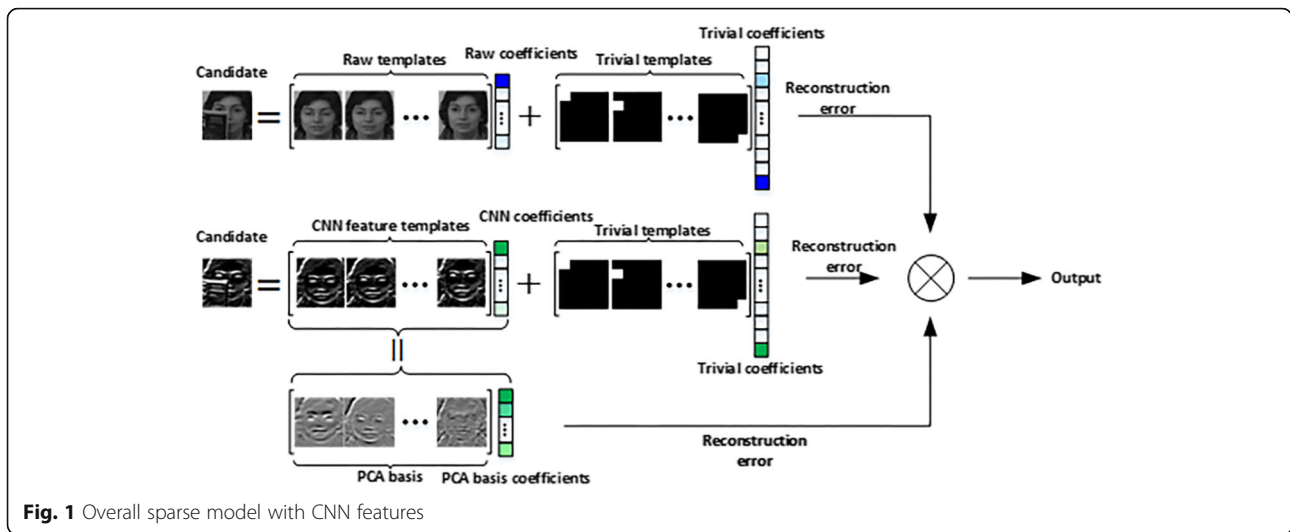 Trivial coefficients
Raw coefficients
Raw templates
Trivial templates
Candidate
Reconstruction
error
=
+
CNN coefficients
CNN feature templates
Trivial templates
Candidate
Reconstruction
error
=
+
Output
Trivial coefficients
Reconstruction
error
PCA basis
PCA basis coefficients
Fig. 1 Overall sparse model with CNN features